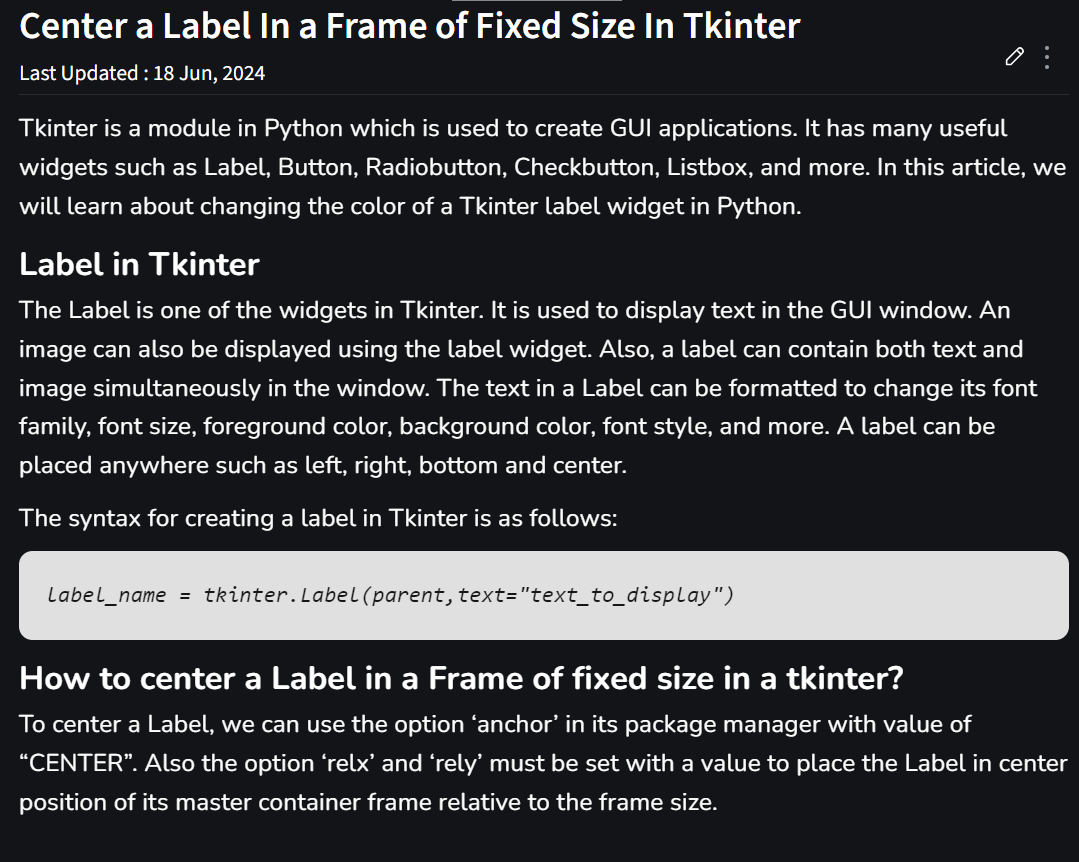 Center a Label In a Frame of Fixed Size In Tkinter
Last Updated : 18 Jun, 2024
Tkinter is a module in Python which is used to create GUI applications. It has many useful
widgets such as Label, Button, Radiobutton, Checkbutton, Listbox, and more. In this article, we
will learn about changing the color of a Tkinter label widget in Python.
Label in Tkinter
The Label is one of the widgets in Tkinter. It is used to display text in the GUI window. An
image can also be displayed using the label widget. Also, a label can contain both text and
image simultaneously in the window. The text in a Label can be formatted to change its font
family, font size, foreground color, background color, font style, and more. A label can be
placed anywhere such as left, right, bottom and center.
The syntax for creating a label in Tkinter is as follows:
label_name = tkinter.Label(parent,text="text_to_display")
How to center a Label in a Frame of fixed size in a tkinter?
To center a Label, we can use the option ‘anchor’ in its package manager with value of
“CENTER”. Also the option ‘relx’ and ‘rely’ must be set with a value to place the Label in center
position of its master container frame relative to the frame size.